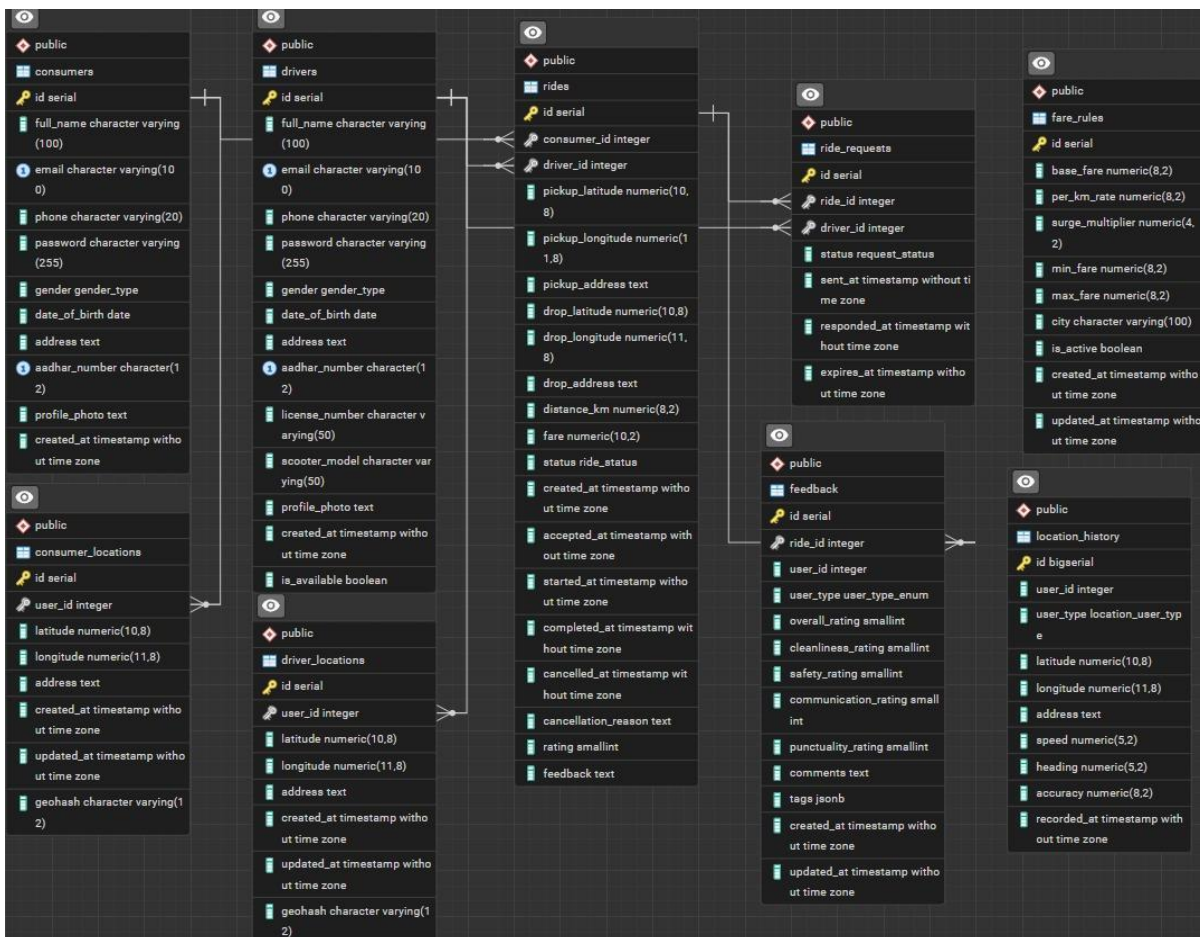 public
consumers
id serial
full_name character varying
(100)
email character varying(10
0)
phone character varying(20)
password character varying
(255)
gender gender_type
date_of_birth date
address text
aadhar_number character(1
2)
profile_photo text
created_at timestamp witho
ut time zone
public
consumer_locations
id serial
user_id integer
latitude numeric(10,8)
longitude numeric(11,8)
address text
created_at timestamp witho
ut time zone
updated_at timestamp witho
ut time zone
geohash character varying(1
2)
public
drivers
id serial
full_name character varying
(100)
email character varying(10
0)
phone character varying(20)
password character varying
(255)
gender gender_type
date_of_birth date
address text
aadhar_number character(1
2)
license_number character v
arying(50)
scooter_model character var
ying(50)
profile_photo text
created_at timestamp witho
ut time zone
is_available boolean
public
driver_locations
id serial
user_id integer
latitude numeric(10,8)
longitude numeric(11,8)
address text
created_at timestamp witho
ut time zone
updated_at timestamp witho
ut time zone
geohash character varying(1
2)
public
rides
id serial
consumer_id integer
driver_id integer
pickup_latitude numeric(10,
8)
pickup_longitude numeric(1
1,8)
pickup_address text
drop_latitude numeric(10,8)
drop_longitude numeric(11,
8)
drop_address text
distance_km numeric(8,2)
fare numeric(10,2)
status ride_status
created_at timestamp witho
ut time zone
accepted_at timestamp with
out time zone
started_at timestamp witho
ut time zone
completed_at timestamp wit
hout time zone
cancelled_at timestamp wit
hout time zone
cancellation_reason text
rating smallint
feedback text
public
ride_requests
id serial
ride_id integer
driver_id integer
status request_status
sent_at timestamp without ti
me zone
responded_at timestamp wit
hout time zone
expires_at timestamp witho
ut time zone
public
feedback
id serial
ride_id integer
user_id integer
user_type user_type_enum
overall_rating smallint
cleanliness_rating smallint
safety_rating smallint
communication_rating small
int
punctuality_rating smallint
comments text
tags jsonb
created_at timestamp witho
ut time zone
updated_at timestamp witho
ut time zone
public
fare_rules
id serial
base_fare numeric(8,2)
per_km_rate numeric(8,2)
surge_multiplier numeric(4,
2)
min_fare numeric(8,2)
max_fare numeric(8,2)
city character varying(100)
is_active boolean
created_at timestamp witho
ut time zone
updated_at timestamp witho
ut time zone
public
location_history
id bigserial
user_id integer
user_type location_user_typ
e
latitude numeric(10,8)
longitude numeric(11,8)
address text
speed numeric(5,2)
heading numeric(5,2)
accuracy numeric(8,2)
recorded_at timestamp with
out time zone